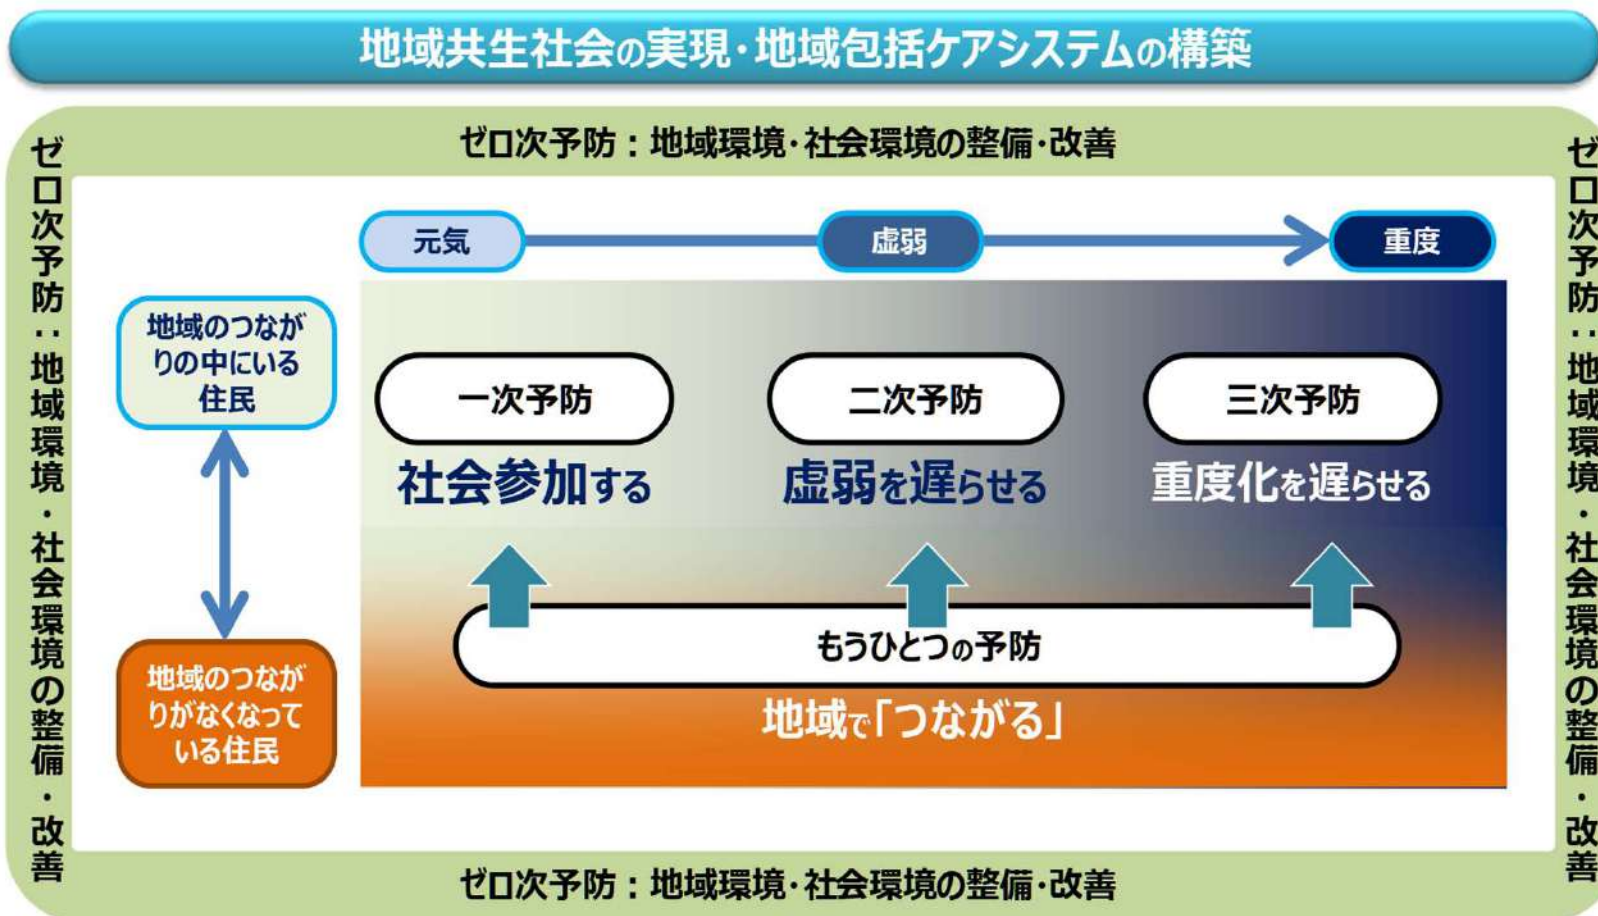 地域共生社会の実現・地域包括ケアシステムの構築
ゼロ次予防：地域環境・社会環境の整備・改善
ゼロ次予防：地域環境・社会環境の整備・改善
ゼロ次予防：地域環境・社会環境の整備・改善
元気
虚弱
重度
地域のつなが
りの中にいる
住民
一次予防
二次予防
三次予防
社会参加する
虚弱を遅らせる
重度化を遅らせる
もうひとつの予防
地域で「つながる」
地域のつなが
りがなくなって
いる住民
ゼロ次予防：地域環境・社会環境の整備・改善